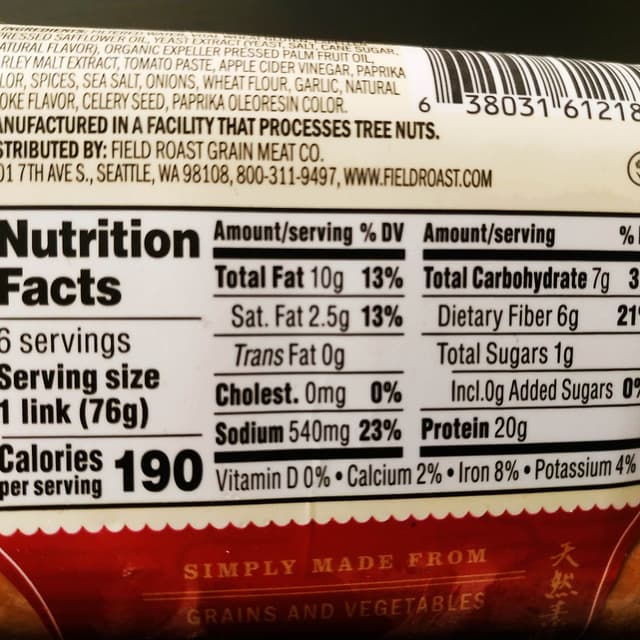 INGREDIENTS: FILTERED WATER,
PRESSED SAFFLOWER OIL, YEAST EXTRACT (YEAST, SALT, CANE SUGAR,
ATURAL FLAVOR), ORGANIC EXPELLER PRESSED PALM FRUIT OIL,
RLEY MALT EXTRACT, TOMATO PASTE, APPLE CIDER VINEGAR, PAPRIKA
LOR, SPICES, SEA SALT, ONIONS, WHEAT FLOUR, GARLIC, NATURAL
OKE FLAVOR, CELERY SEED, PAPRIKA OLEORESIN COLOR.
ANUFACTURED IN A FACILITY THAT PROCESSES TREE NUTS.
STRIBUTED BY: FIELD ROAST GRAIN MEAT CO.
01 7TH AVE S., SEATTLE, WA 98108, 800-311-9497, WWW.FIELDROAST.COM
6 38031 61218
Nutrition
Facts
6 servings
Serving size
1 link (76g)
Calories
per serving 190
Amount/serving % DV
Total Fat 10g 13%
Sat. Fat 2.5g 13%
Trans Fat 0g
Cholest. 0mg 0%
Sodium 540mg 23%
Amount/serving %
Total Carbohydrate 7g 3
Dietary Fiber 6g 21
Total Sugars 1g
Incl.0g Added Sugars 0%
Protein 20g
Vitamin D 0% • Calcium 2% • Iron 8% • Potassium 4%
SIMPLY MADE FROM
GRAINS AND VEGETABLES
天然素